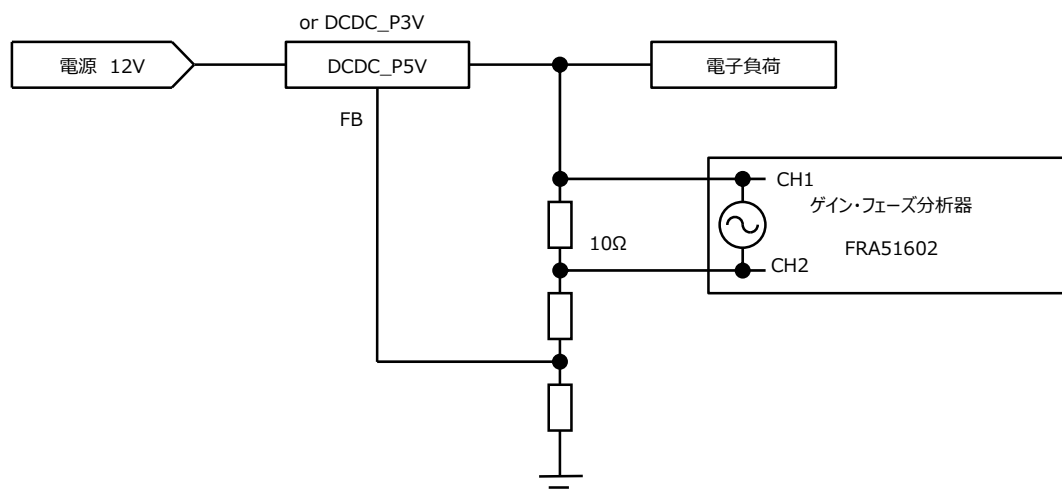 or DCDC_P3V
電源 12V
DCDC_P5V
電子負荷
FB
CH1
ゲイン・フェーズ分析器
10Ω
FRA51602
CH2